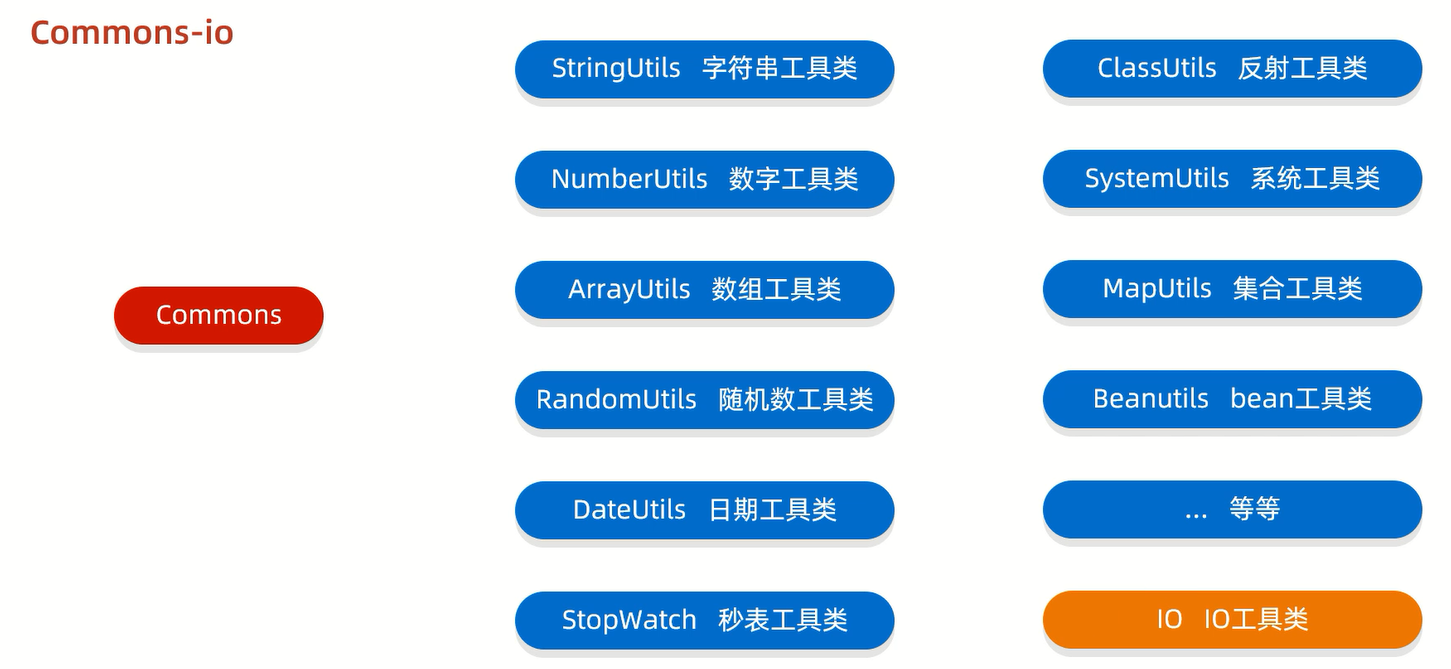 Commons-io
Commons
StringUtils 字符串工具类
NumberUtils 数字工具类
ArrayUtils 数组工具类
RandomUtils 随机数工具类
DateUtils 日期工具类
StopWatch 秒表工具类
ClassUtils 反射工具类
SystemUtils 系统工具类
MapUtils 集合工具类
Beanutils bean工具类
... 等等
IO IO工具类